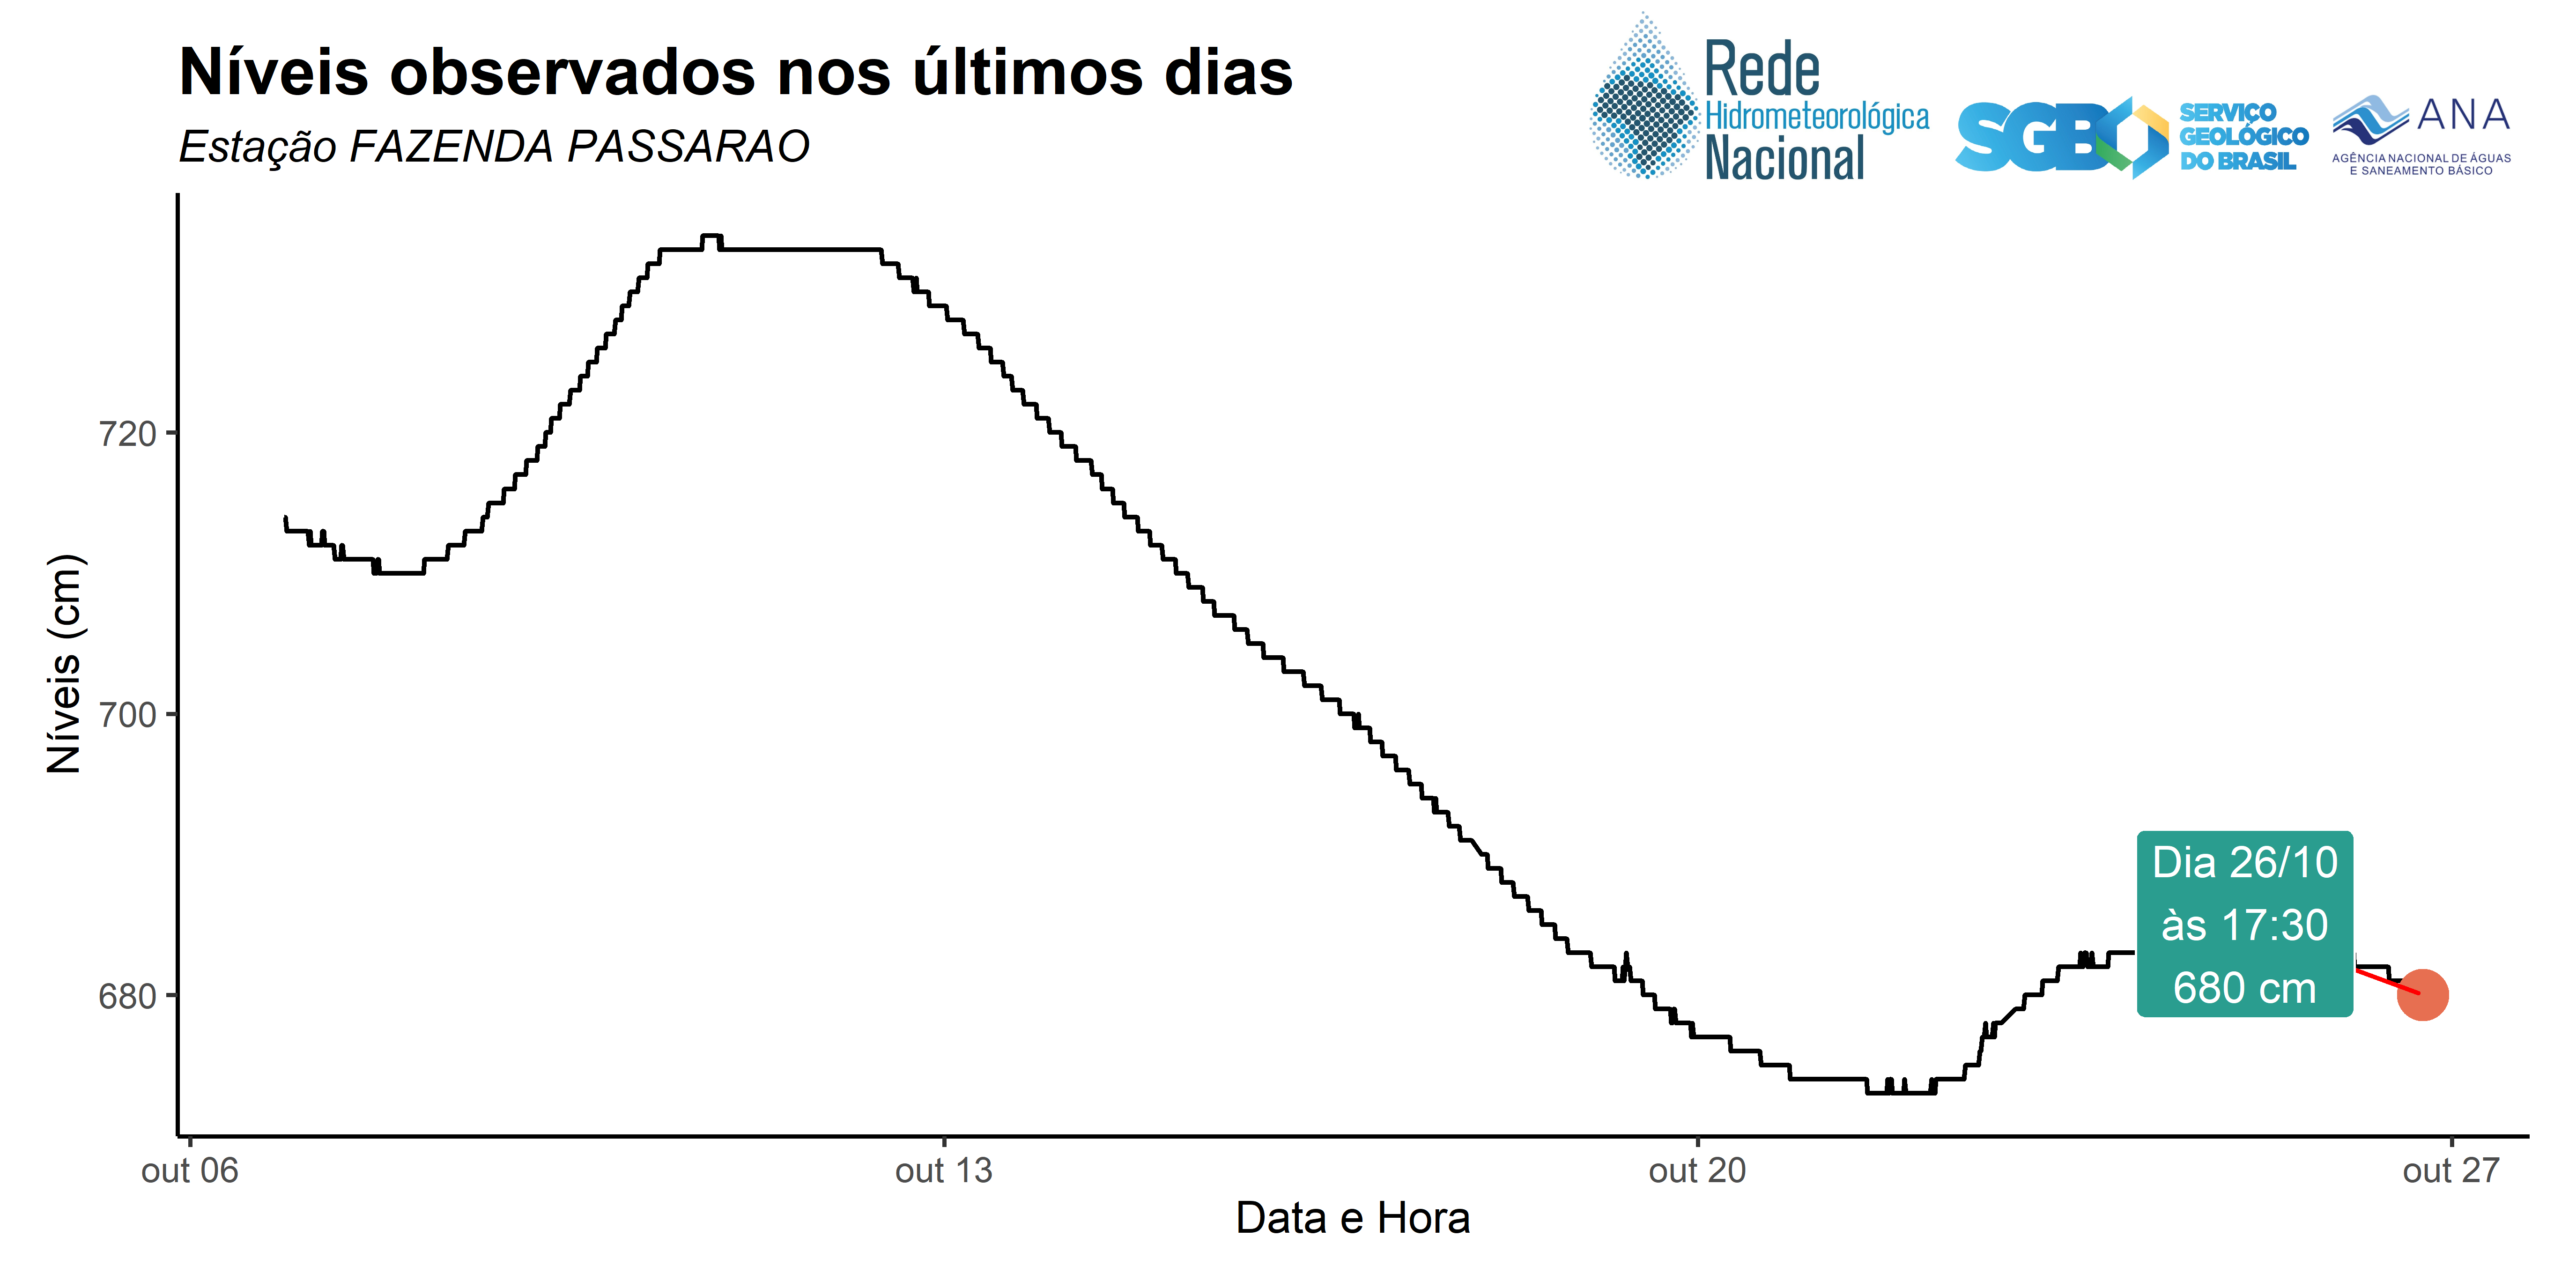 Níveis observados nos últimos dias
Estação FAZENDA PASSARAO
Rede
Hidrometeorológica
Nacional
SGB
SERVIÇO
GEOLÓGICO
DO BRASIL
ANA
AGÊNCIA NACIONAL DE ÁGUAS
E SANEAMENTO BÁSICO
Níveis (cm)
720
700
680
Dia 26/10
às 17:30
680 cm
out 06
out 13
out 20
out 27
Data e Hora